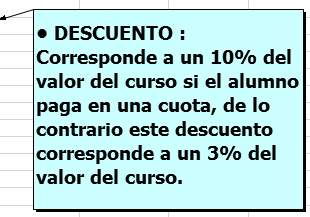 • DESCUENTO :
Corresponde a un 10% del
valor del curso si el alumno
paga en una cuota, de lo
contrario este descuento
corresponde a un 3% del
valor del curso.